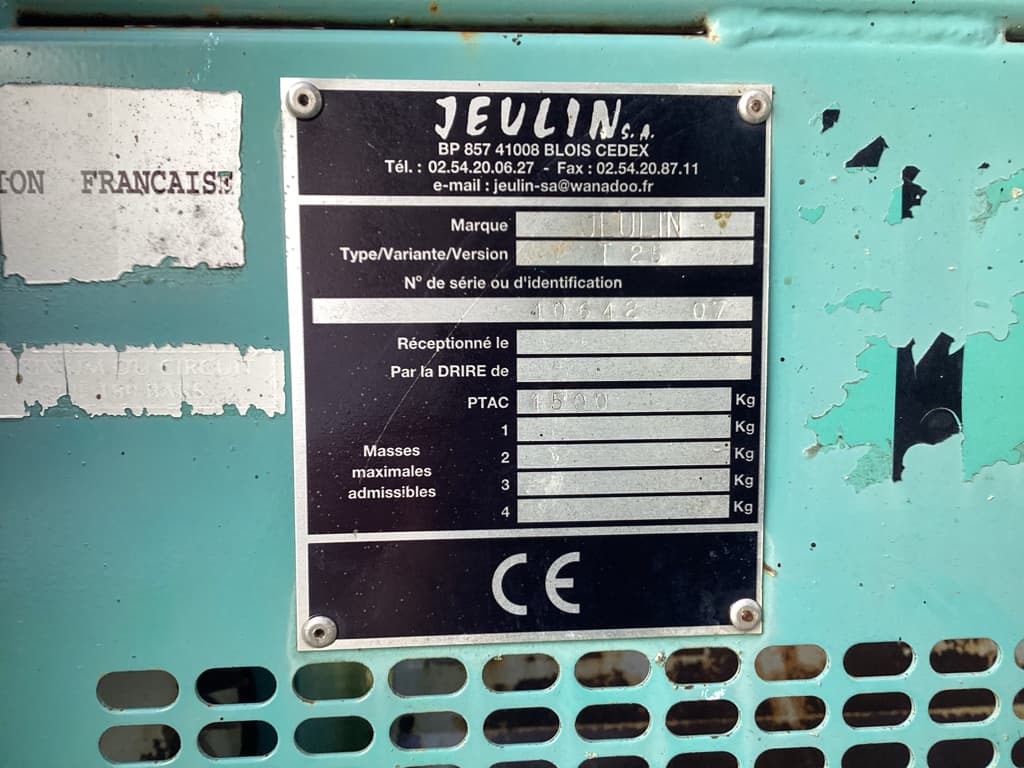 JEULIN S.A.
BP 857 41008 BLOIS CEDEX
Tél. : 02.54.20.06.27 - Fax : 02.54.20.87.11
e-mail : jeulin-sa@wanadoo.fr
ION FRANCAISE
Marque JEULIN
Type/Variante/Version T 25
N° de série ou d'identification
10642 07
Réceptionné le
Par la DRIRE de
PTAC 1500 Kg
1 Kg
Masses
maximales
admissibles
2 Kg
3 Kg
4 Kg
DU CIRCUIT
CE